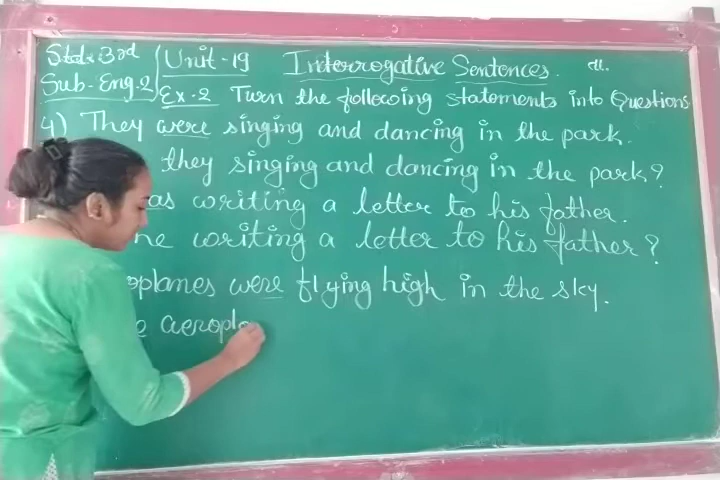 Std:- 3rd Unit-19 Interrogative Sentences.
Sub- Eng.2 Ex-2 Turn the following statements into Questions
4) They were singing and dancing in the park.
they singing and dancing in the park?
as writing a letter to his father.
he writing a letter to his father?
oplanes were flying high in the sky.
e aeropla